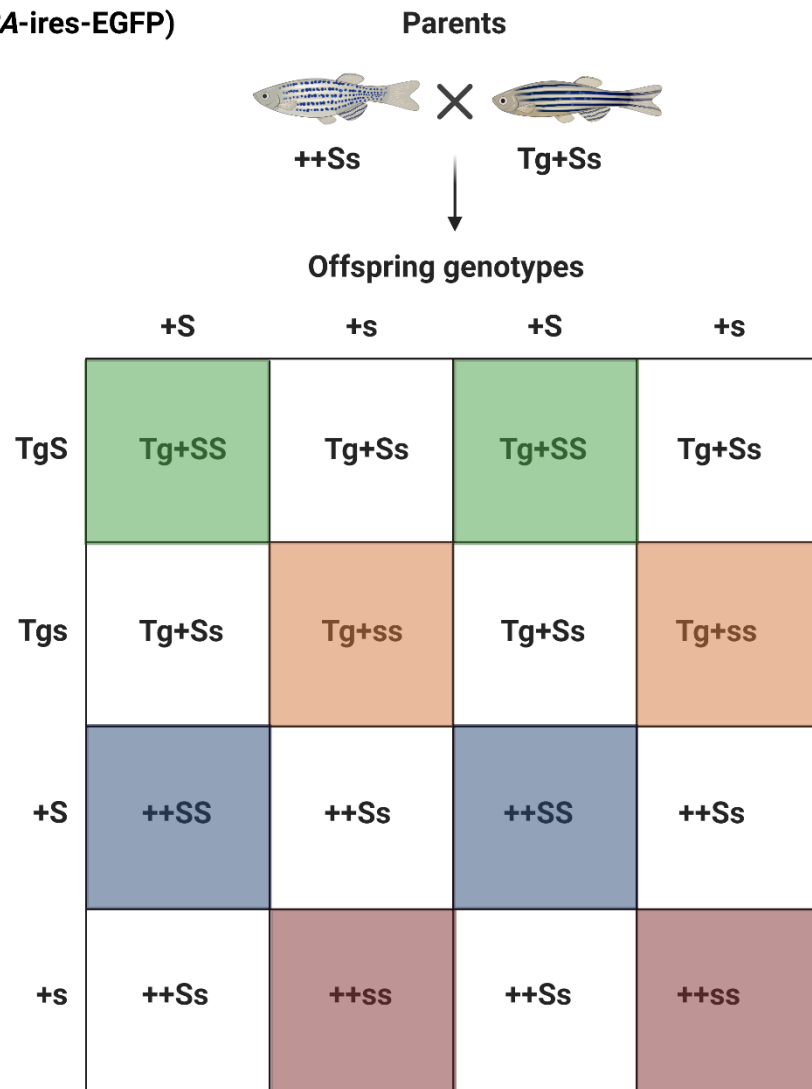 A-ires-EGFP) Parents
++Ss Tg+Ss
Offspring genotypes
+S +s +S +s
TgS Tg+SS Tg+Ss Tg+SS Tg+Ss
Tgs Tg+Ss Tg+ss Tg+Ss Tg+ss
+S ++SS ++Ss ++SS ++Ss
+s ++Ss ++ss ++Ss ++ss